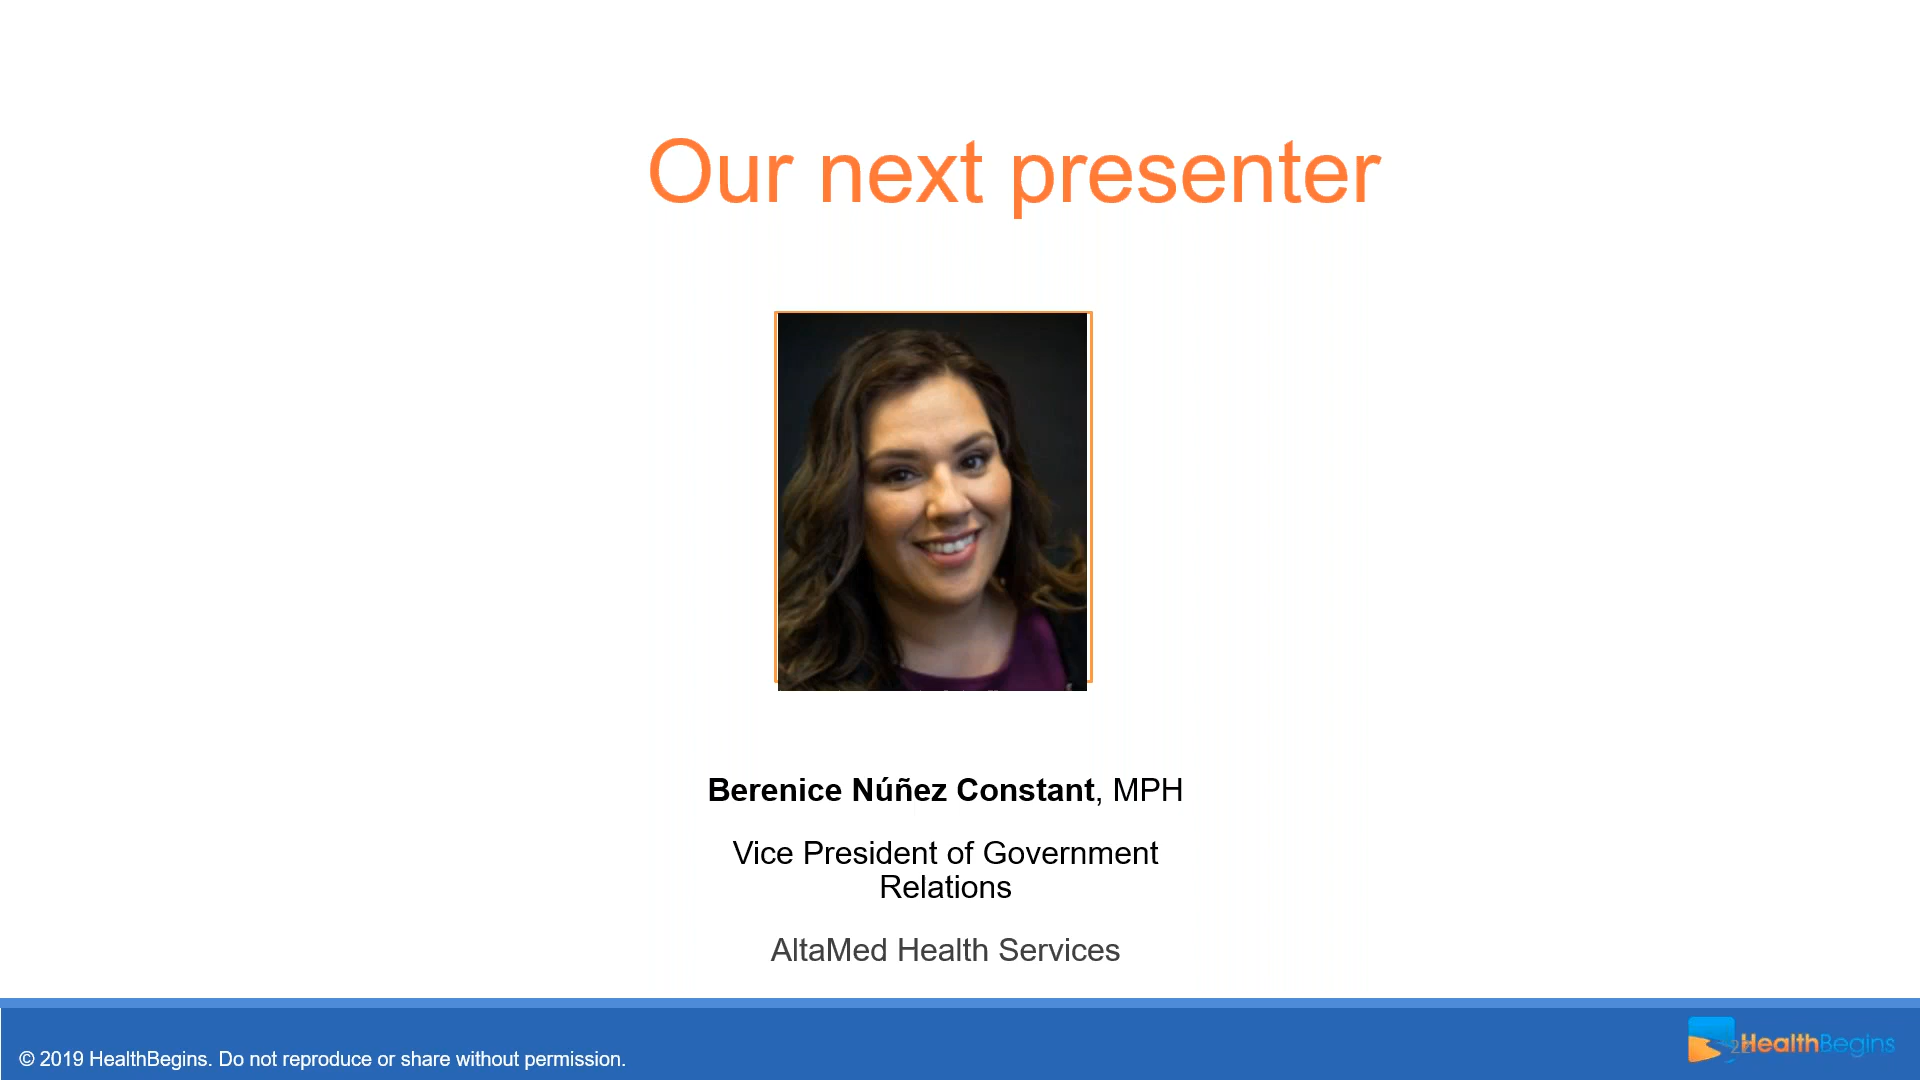 Our next presenter
Berenice Núñez Constant, MPH
Vice President of Government
Relations
AltaMed Health Services
© 2019 HealthBegins. Do not reproduce or share without permission.
22
HealthBegins